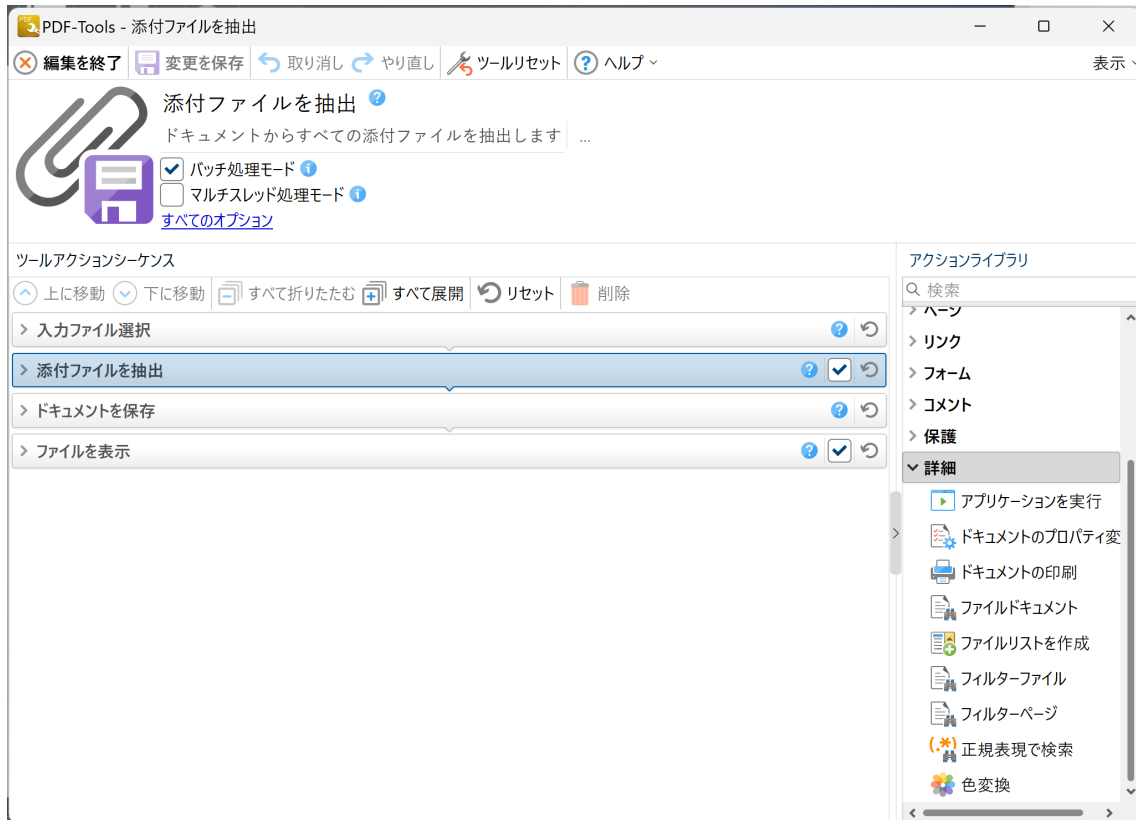 PDF-Tools - 添付ファイルを抽出
編集を終了 変更を保存 取り消し やり直し ツールリセット ヘルプ 表示
添付ファイルを抽出
ドキュメントからすべての添付ファイルを抽出します ...
バッチ処理モード
マルチスレッド処理モード
すべてのオプション
ツールアクションシーケンス
上に移動 下に移動 すべて折りたたむ すべて展開 リセット 削除
入力ファイル選択
添付ファイルを抽出
ドキュメントを保存
ファイルを表示
アクションライブラリ
検索
ページ
リンク
フォーム
コメント
保護
詳細
アプリケーションを実行
ドキュメントのプロパティ変
ドキュメントの印刷
ファイルドキュメント
ファイルリストを作成
フィルターファイル
フィルターページ
(.*) 正規表現で検索
色変換